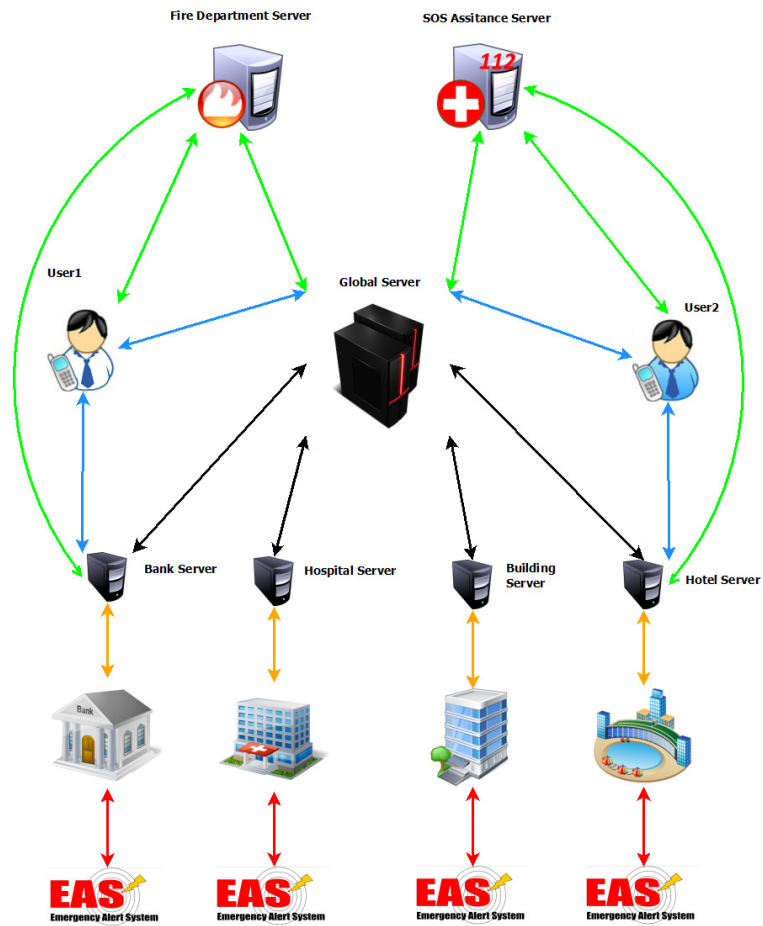 Fire Department Server
SOS Assitance Server
112
User1
Global Server
User2
Bank Server
Hospital Server
Building
Server
Hotel Server
Bank
EAS
Emergency Alert System
EAS
Emergency Alert System
EAS
Emergency Alert System
EAS
Emergency Alert System